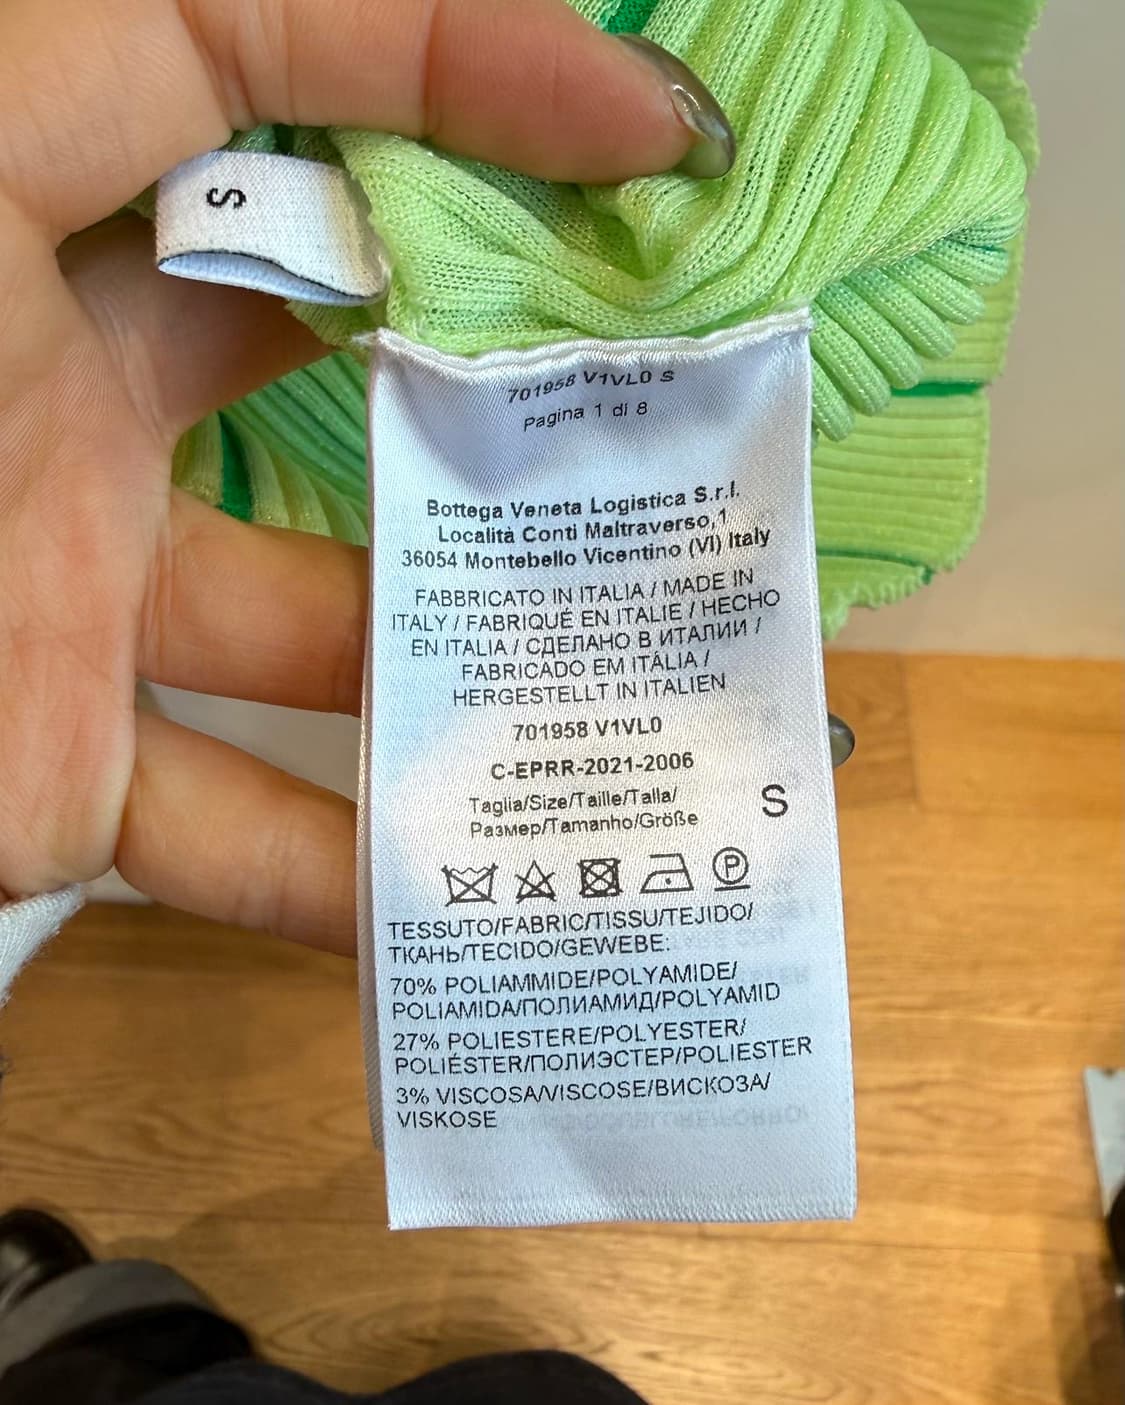 S
701958 V1VL0 S
Pagina 1 di 8
Bottega Veneta Logistica S.r.l.
Località Conti Maltraverso,1
36054 Montebello Vicentino (VI) Italy
FABBRICATO IN ITALIA / MADE IN
ITALY / FABRIQUÉ EN ITALIE / HECHO
EN ITALIA / СДЕЛАНО В ИТАЛИИ /
FABRICADO EM ITÁLIA /
HERGESTELLT IN ITALIEN
701958 V1VL0
C-EPRR-2021-2006
Taglia/Size/Taille/Talla/
Размер/Tamanho/Größe
S
P
TESSUTO/FABRIC/TISSU/TEJIDO/
ТКАНЬ/TECIDO/GEWEBE:
70% POLIAMMIDE/POLYAMIDE/
POLIAMIDA/ПОЛИАМИД/POLYAMID
27% POLIESTERE/POLYESTER/
POLIÉSTER/ПОЛИЭСТЕР/POLIESTER
3% VISCOSA/VISCOSE/ВИСКОЗА/
VISKOSE